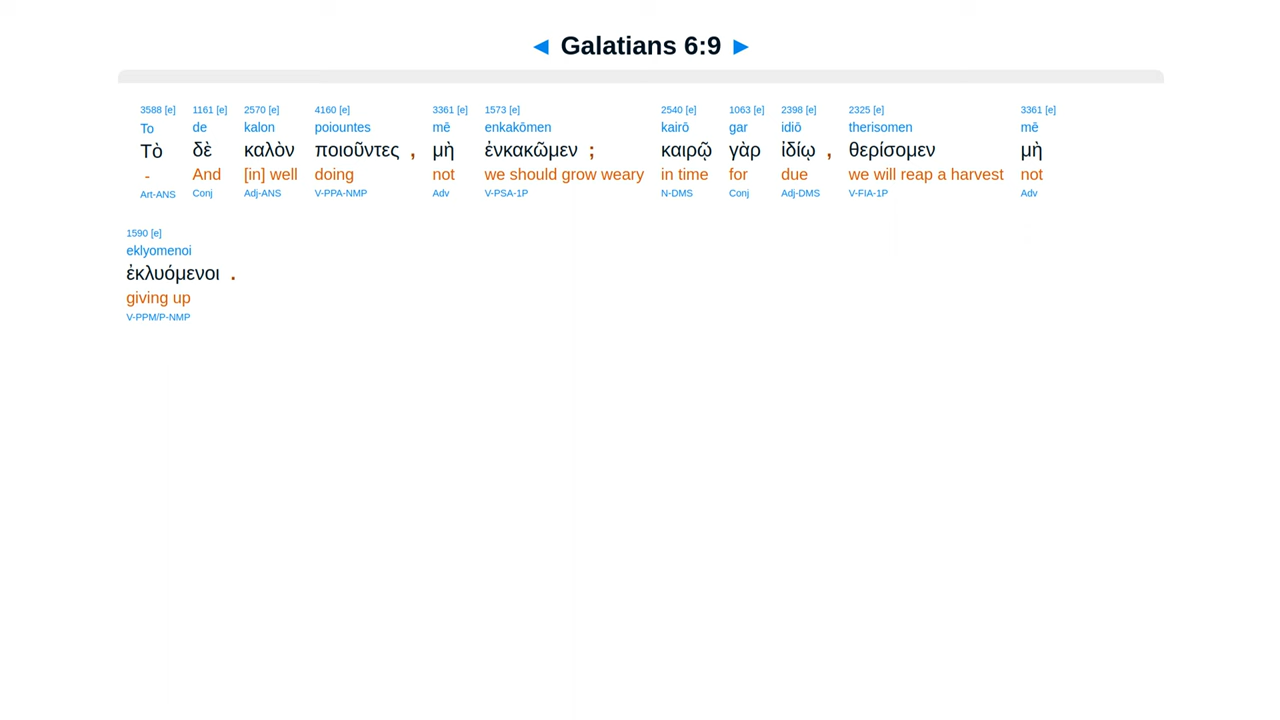 ◄ Galatians 6:9 ►
3588 [e] 1161 [e] 2570 [e] 4160 [e] 3361 [e] 1573 [e] 2540 [e] 1063 [e] 2398 [e] 2325 [e] 3361 [e]
To de kalon poiountes mē enkakōmen kairō gar idiō therisomen mē
Τὸ δὲ καλὸν ποιοῦντες , μὴ ἐνκακῶμεν ; καιρῷ γὰρ ἰδίῳ , θερίσομεν μὴ
- And [in] well doing not we should grow weary in time for due we will reap a harvest not
Art-ANS Conj Adj-ANS V-PPA-NMP Adv V-PSA-1P N-DMS Conj Adj-DMS V-FIA-1P Adv
1590 [e]
eklyomenoi
ἐκλυόμενοι .
giving up
V-PPM/P-NMP